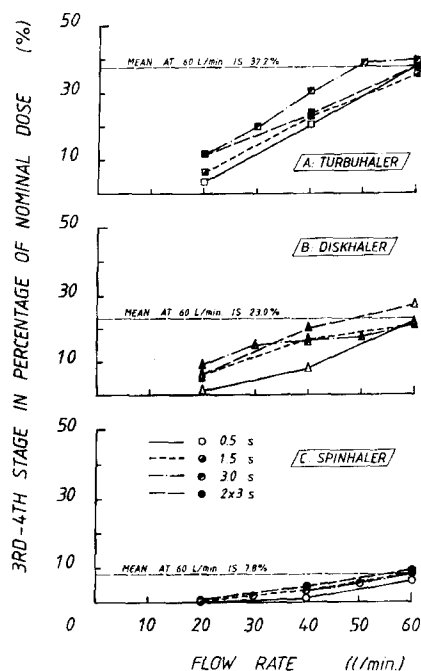 3RD-4TH STAGE IN PERCENTAGE OF NOMINAL DOSE (%)
50
MEAN AT 60 L/min. IS 37.2%
30
10
A: TURBUHALER
50
B: DISKHALER
30
MEAN AT 60 L/min. IS 23.0%
10
50
0.5 s
1.5 s
3.0 s
2x3 s
C: SPINHALER
30
10
MEAN AT 60 L/min IS 7.8%
0 20 30 40 50 60
FLOW RATE (l/min.)